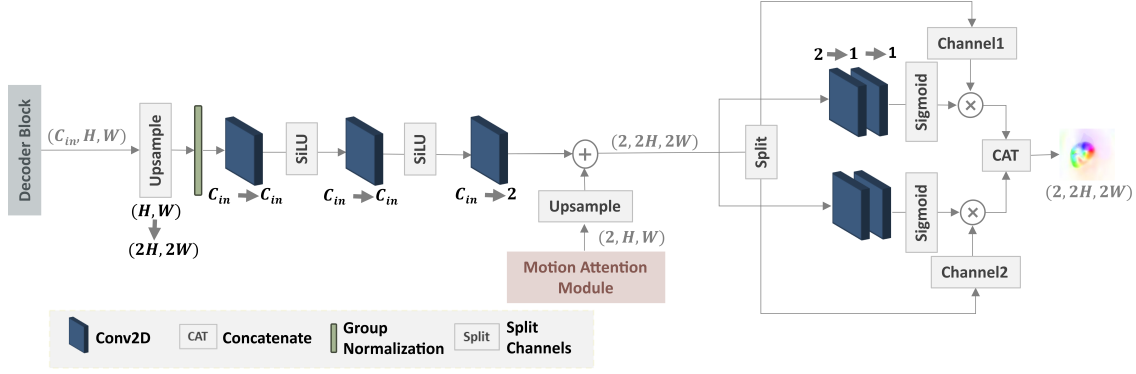 Decoder Block
(C_in, H, W)
Upsample
(H, W)
(2H, 2W)
C_in → C_in
SiLU
C_in → C_in
SiLU
C_in → 2
+
Upsample
(2, H, W)
Motion Attention
Module
(2, 2H, 2W)
Split
2 → 1 → 1
Sigmoid
Channel1
×
Sigmoid
×
Channel2
CAT
(2, 2H, 2W)
Conv2D
CAT
Concatenate
Group
Normalization
Split
Split
Channels